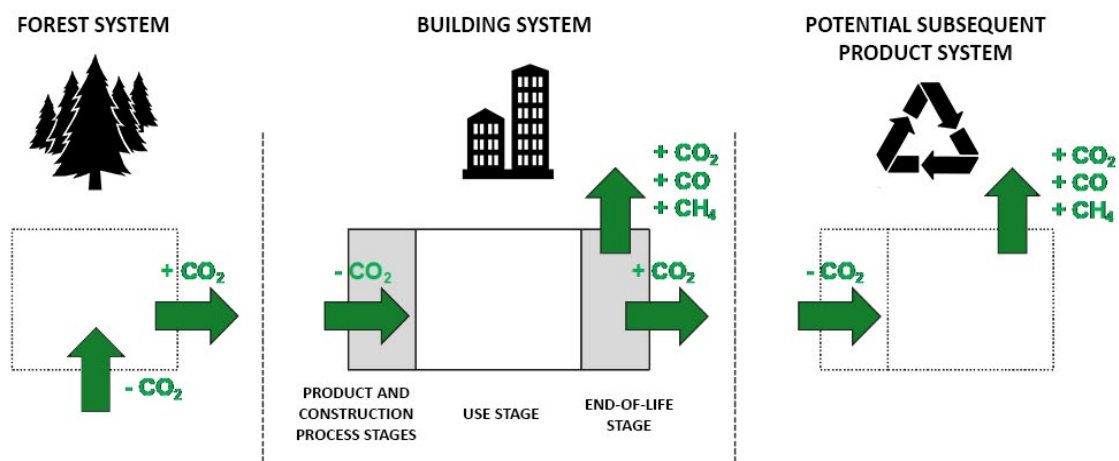 FOREST SYSTEM
BUILDING SYSTEM
POTENTIAL SUBSEQUENT
PRODUCT SYSTEM
+ CO₂
- CO₂
- CO₂
+ CO₂
+ CO
+ CH₄
+ CO₂
PRODUCT AND
CONSTRUCTION
PROCESS STAGES
USE STAGE
END-OF-LIFE
STAGE
- CO₂
+ CO₂
+ CO
+ CH₄